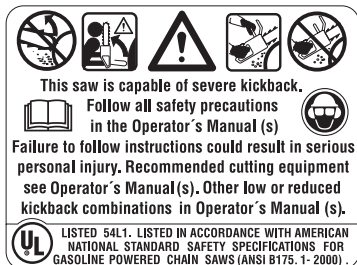 This saw is capable of severe kickback.
Follow all safety precautions
in the Operator´s Manual (s)
Failure to follow instructions could result in serious
personal injury. Recommended cutting equipment
see Operator´s Manual(s). Other low or reduced
kickback combinations in Operator´s Manual (s).
UL LISTED 54L1. LISTED IN ACCORDANCE WITH AMERICAN
NATIONAL STANDARD SAFETY SPECIFICATIONS FOR
GASOLINE POWERED CHAIN SAWS (ANSI B175. 1- 2000) .